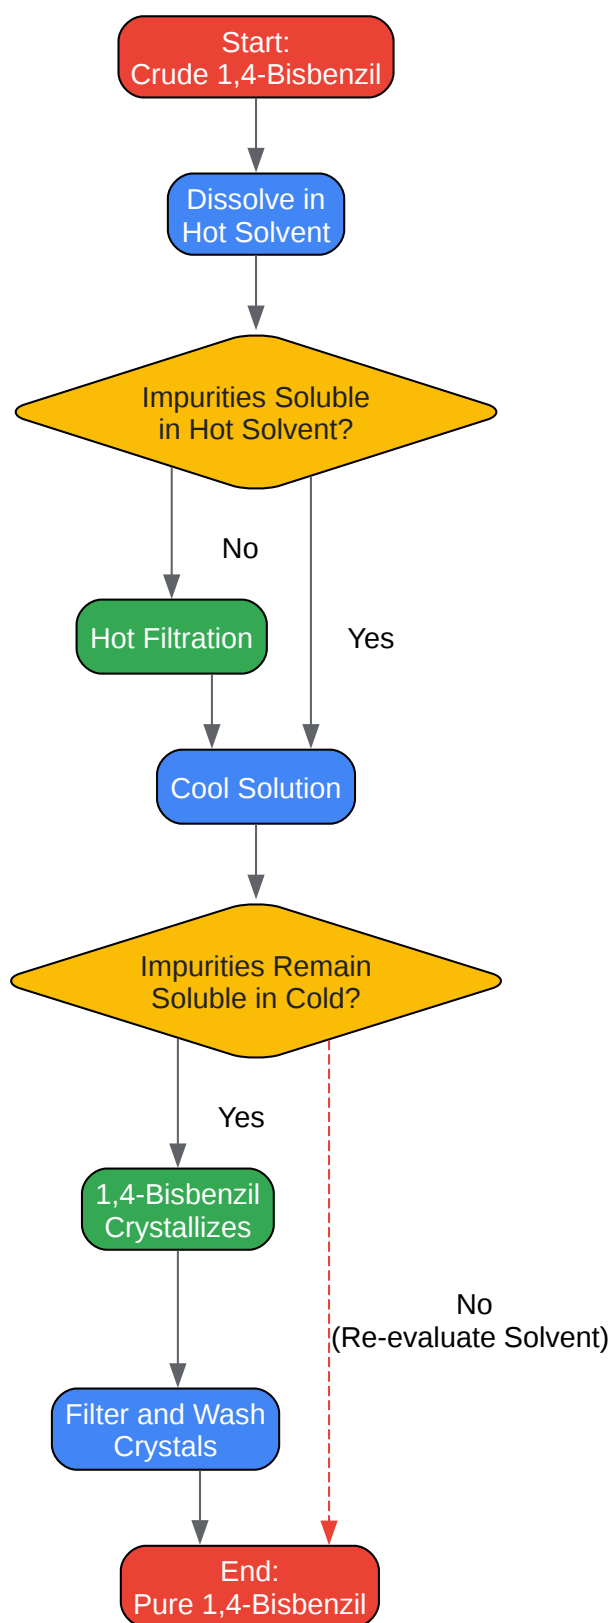 Start:
Crude 1,4-Bisbenzil
Dissolve in
Hot Solvent
Impurities Soluble
in Hot Solvent?
No
Hot Filtration
Yes
Cool Solution
Impurities Remain
Soluble in Cold?
Yes
1,4-Bisbenzil
Crystallizes
No
(Re-evaluate Solvent)
Filter and Wash
Crystals
End:
Pure 1,4-Bisbenzil